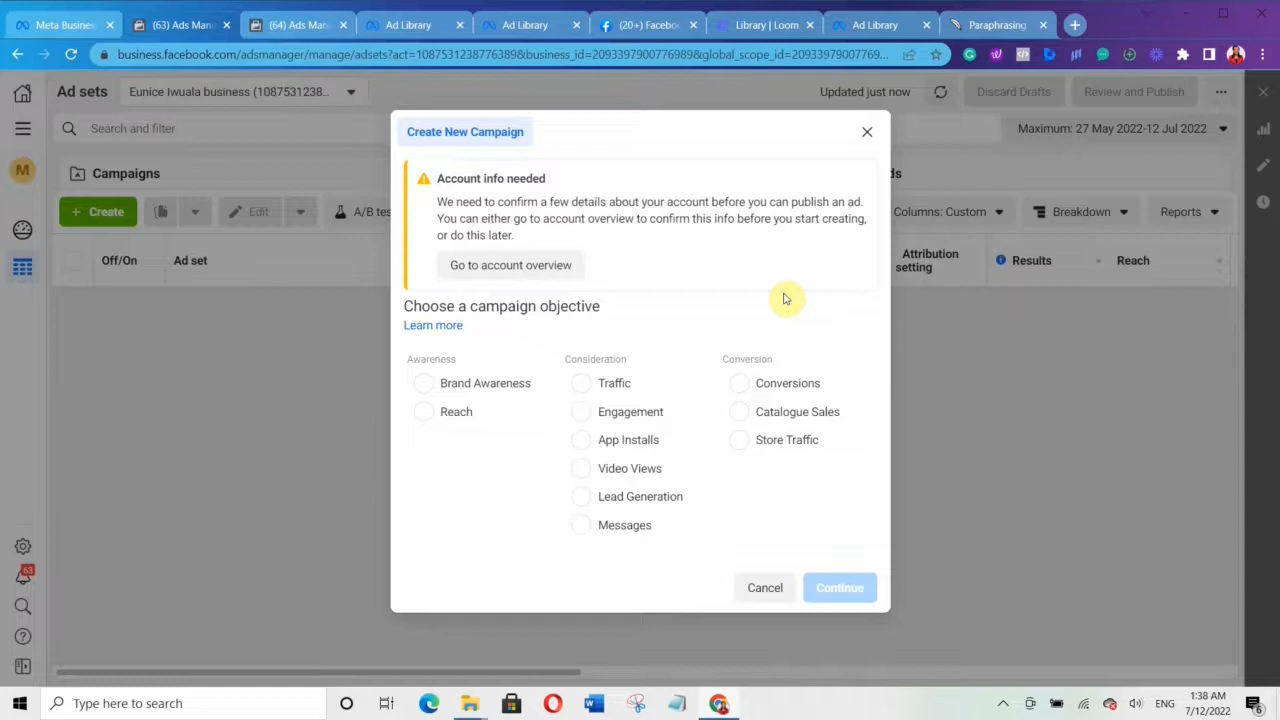 Meta Business
(63) Ads Man
(64) Ads Man
Ad Library
Ad Library
(20+) Faceboo
Library | Loom
Ad Library
Paraphrasing
business.facebook.com/adsmanager/manage/adsets?act=10875312387763​89&business_id=2093397900776989&global_scope_id=20933979007769...
Ad sets
Eunice Iwuala business (1087531238...
Updated just now
Discard Drafts
Review and Publish
Search and filter
Maximum: 27 May 2022-12 Jul 2022
M
Campaigns
ds
+ Create
Edit
A/B tes
Columns: Custom
Breakdown
Reports
Off/On
Ad set
Attribution
setting
Results
Reach
Create New Campaign
Account info needed
We need to confirm a few details about your account before you can publish an ad.
You can either go to account overview to confirm this info before you start creating,
or do this later.
Go to account overview
Choose a campaign objective
Learn more
Awareness
Consideration
Conversion
Brand Awareness
Traffic
Conversions
Reach
Engagement
Catalogue Sales
App Installs
Store Traffic
Video Views
Lead Generation
Messages
Cancel
Continue
63
Type here to search
ENG
1:38 AM
7/12/2022
6